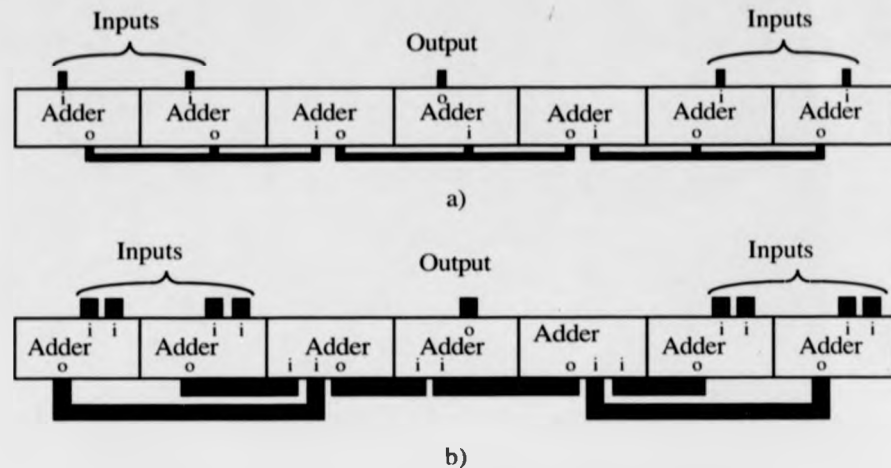 Inputs Output Inputs
i i o i i
Adder Adder Adder Adder Adder Adder Adder
o o i o i o i o o
a)
Inputs Output Inputs
i i i i o i i i i
Adder Adder Adder Adder Adder Adder Adder
o o i i o i i o i i o o
b)